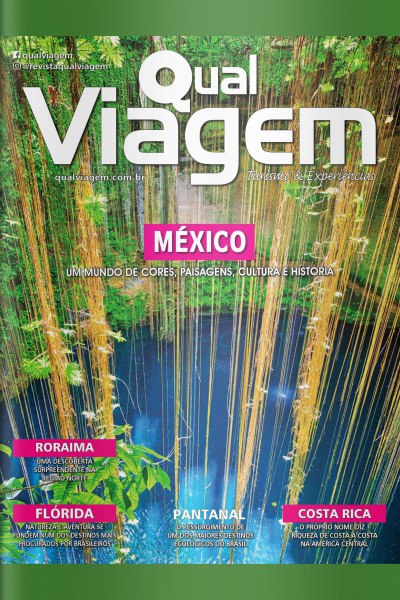 qualviagem
@revistaqualviagem
Qual
Viagem
qualviagem.com.br
Turismo & Experiências
MÉXICO
UM MUNDO DE CORES, PAISAGENS, CULTURA E HISTÓRIA
RORAIMA
UMA DESCOBERTA
SURPREENDENTE NA
REGIÃO NORTE
FLÓRIDA
NATUREZA E AVENTURA SE
FUNDEM NUM DOS DESTINOS MAIS
PROCURADOS POR BRASILEIROS
PANTANAL
O RESSURGIMENTO DE
UM DOS MAIORES DESTINOS
ECOLÓGICOS DO BRASIL
COSTA RICA
O PRÓPRIO NOME DIZ
RIQUEZA DE COSTA A COSTA
NA AMÉRICA CENTRAL